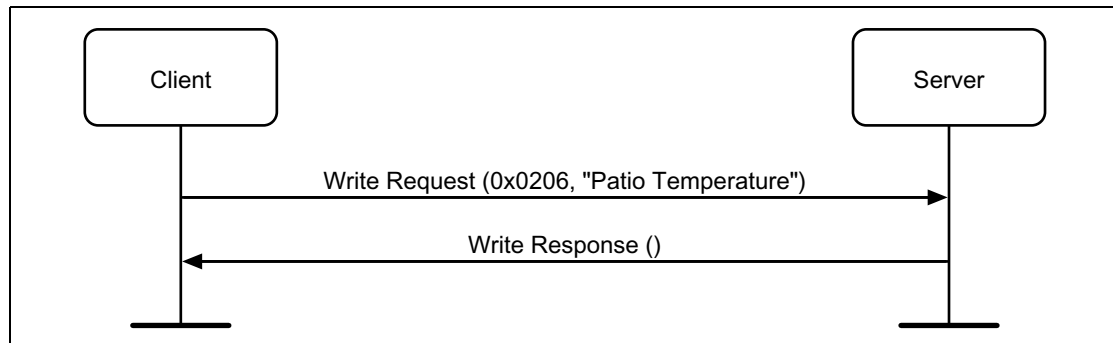 Client
Server
Write Request (0x0206, "Patio Temperature")
Write Response ()